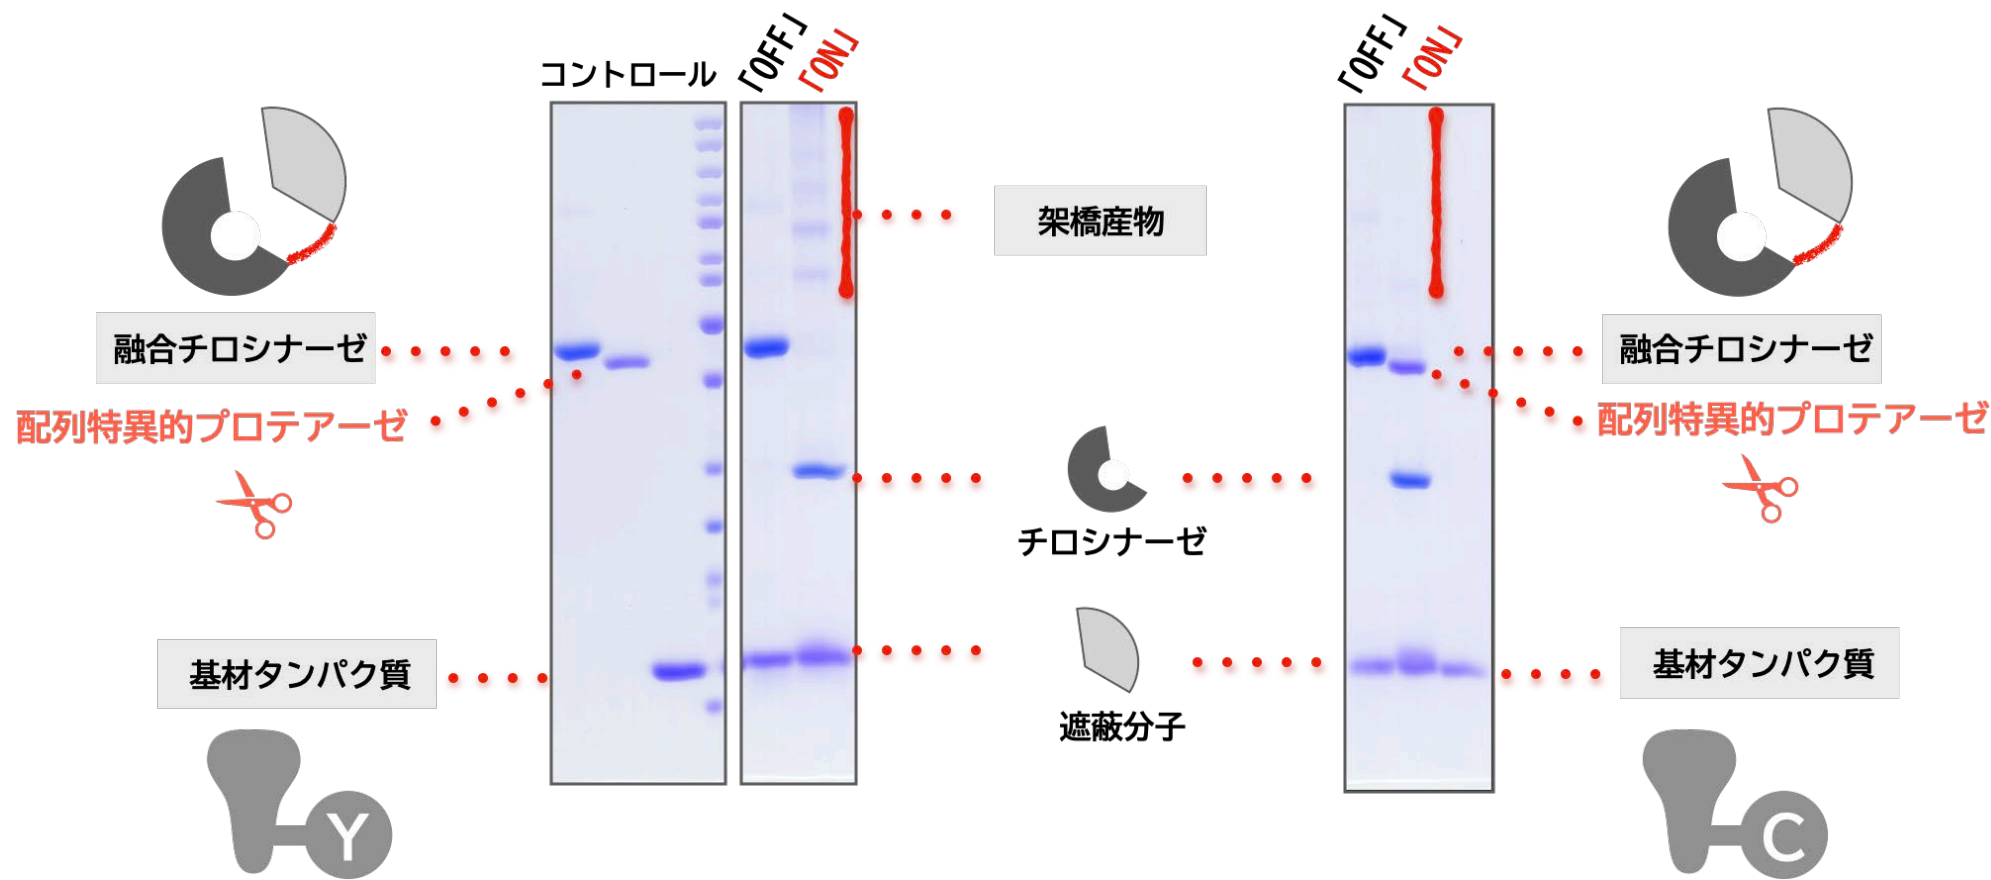 コントロール
「OFF」
「ON」
「OFF」
「ON」
架橋産物
融合チロシナーゼ
融合チロシナーゼ
配列特異的プロテアーゼ
配列特異的プロテアーゼ
チロシナーゼ
基材タンパク質
基材タンパク質
遮蔽分子
Y
C